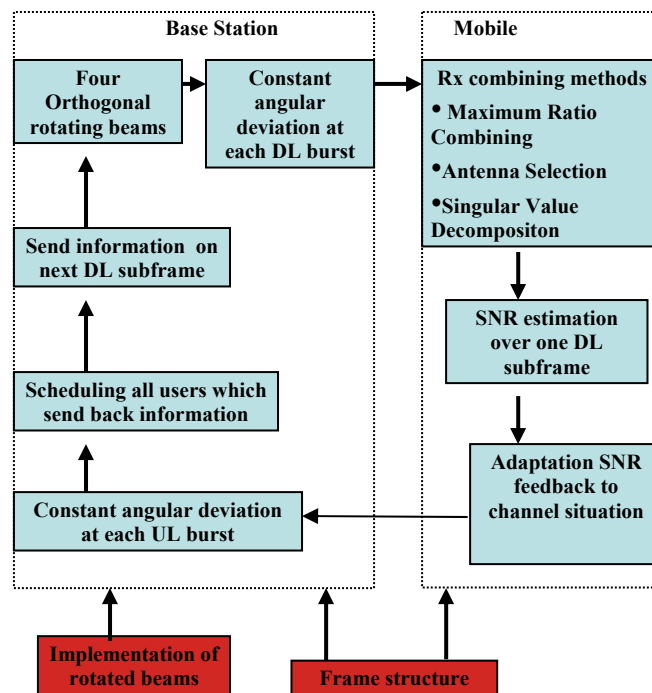 Base Station
Mobile
Four
Orthogonal
rotating beams
Constant
angular
deviation at
each DL burst
Rx combining methods
• Maximum Ratio
Combining
•Antenna Selection
•Singular Value
Decompositon
Send information on
next DL subframe
SNR estimation
over one DL
subframe
Scheduling all users which
send back information
Adaptation SNR
feedback to
channel situation
Constant angular deviation
at each UL burst
Implementation of
rotated beams
Frame structure